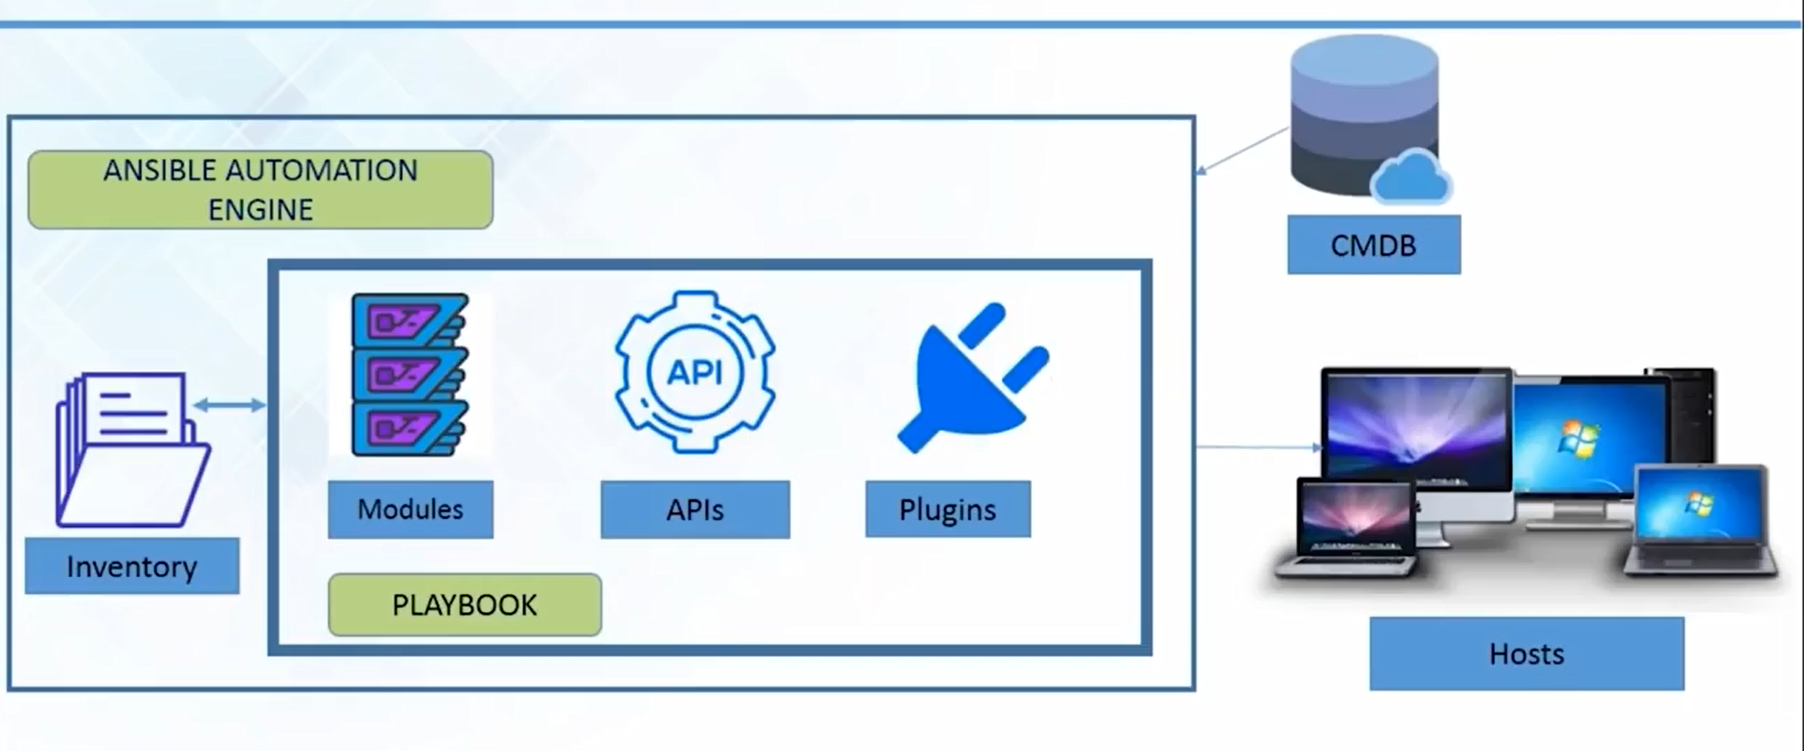 ANSIBLE AUTOMATION
ENGINE
CMDB
API
Modules
APIs
Plugins
Inventory
PLAYBOOK
Hosts